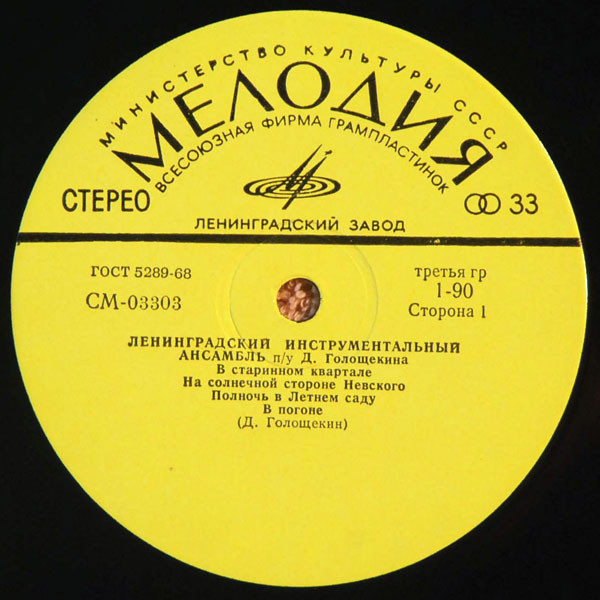 МИНИСТЕРСТВО КУЛЬТУРЫ СССР
МЕЛОДИЯ
ВСЕСОЮЗНАЯ ФИРМА ГРАМПЛАСТИНОК
СТЕРЕО
33
ЛЕНИНГРАДСКИЙ ЗАВОД
ГОСТ 5289-68
третья гр
СМ-03303
1-90
Сторона 1
ЛЕНИНГРАДСКИЙ ИНСТРУМЕНТАЛЬНЫЙ
АНСАМБЛЬ п/у Д. Голощекина
В старинном квартале
На солнечной стороне Невского
Полночь в Летнем саду
В погоне
(Д. Голощекин)